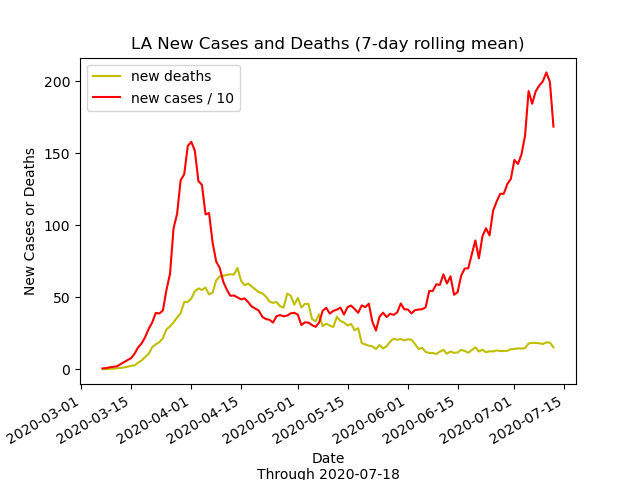 LA New Cases and Deaths (7-day rolling mean)
new deaths
new cases / 10
New Cases or Deaths
200
150
100
50
0
2020-03-01
2020-03-15
2020-04-01
2020-04-15
2020-05-01
2020-05-15
2020-06-01
2020-06-15
2020-07-01
2020-07-15
Date
Through 2020-07-18